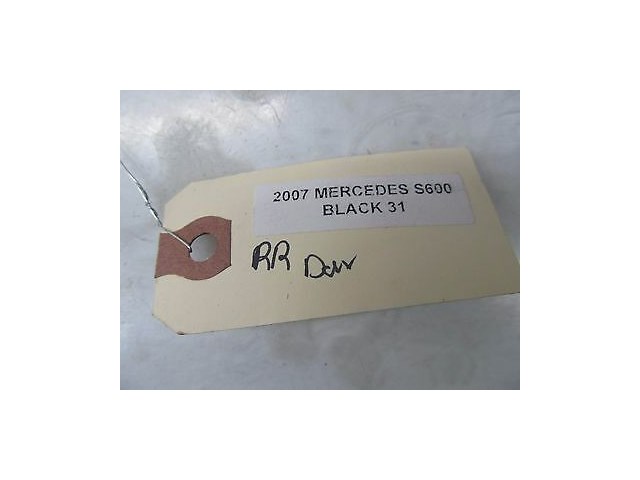 2007 MERCEDES S600
BLACK 31
RR Door